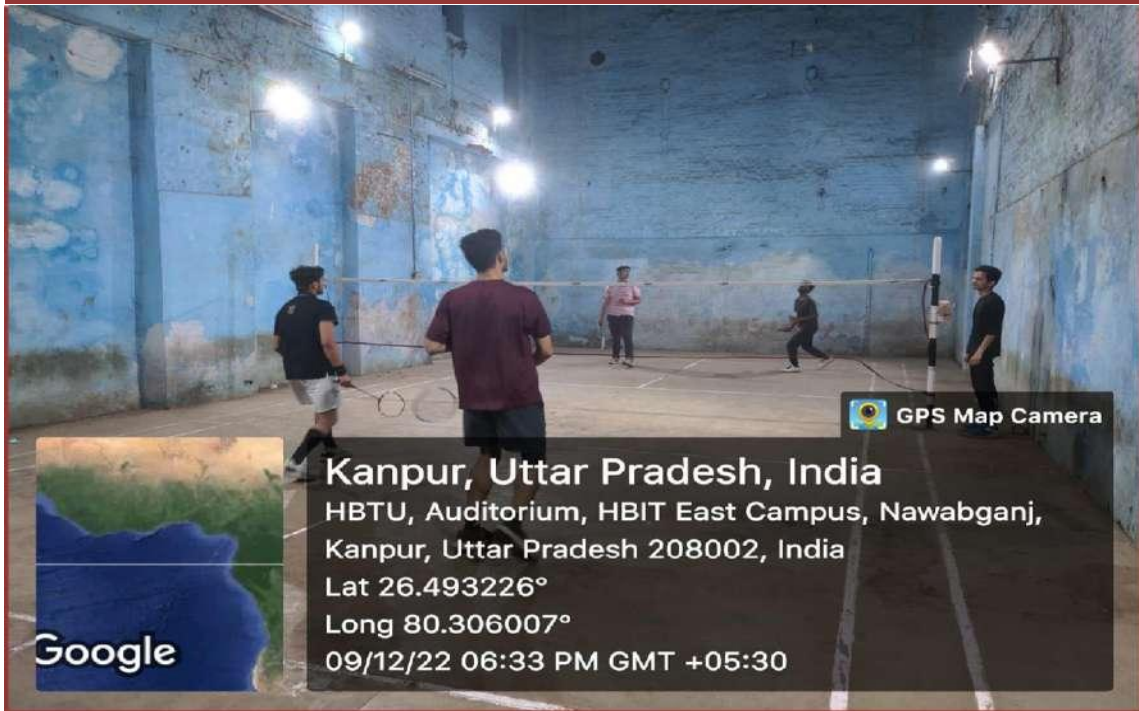 GPS Map Camera
Kanpur, Uttar Pradesh, India
HBTU, Auditorium, HBIT East Campus, Nawabganj,
Kanpur, Uttar Pradesh 208002, India
Lat 26.493226°
Long 80.306007°
09/12/22 06:33 PM GMT +05:30
Google